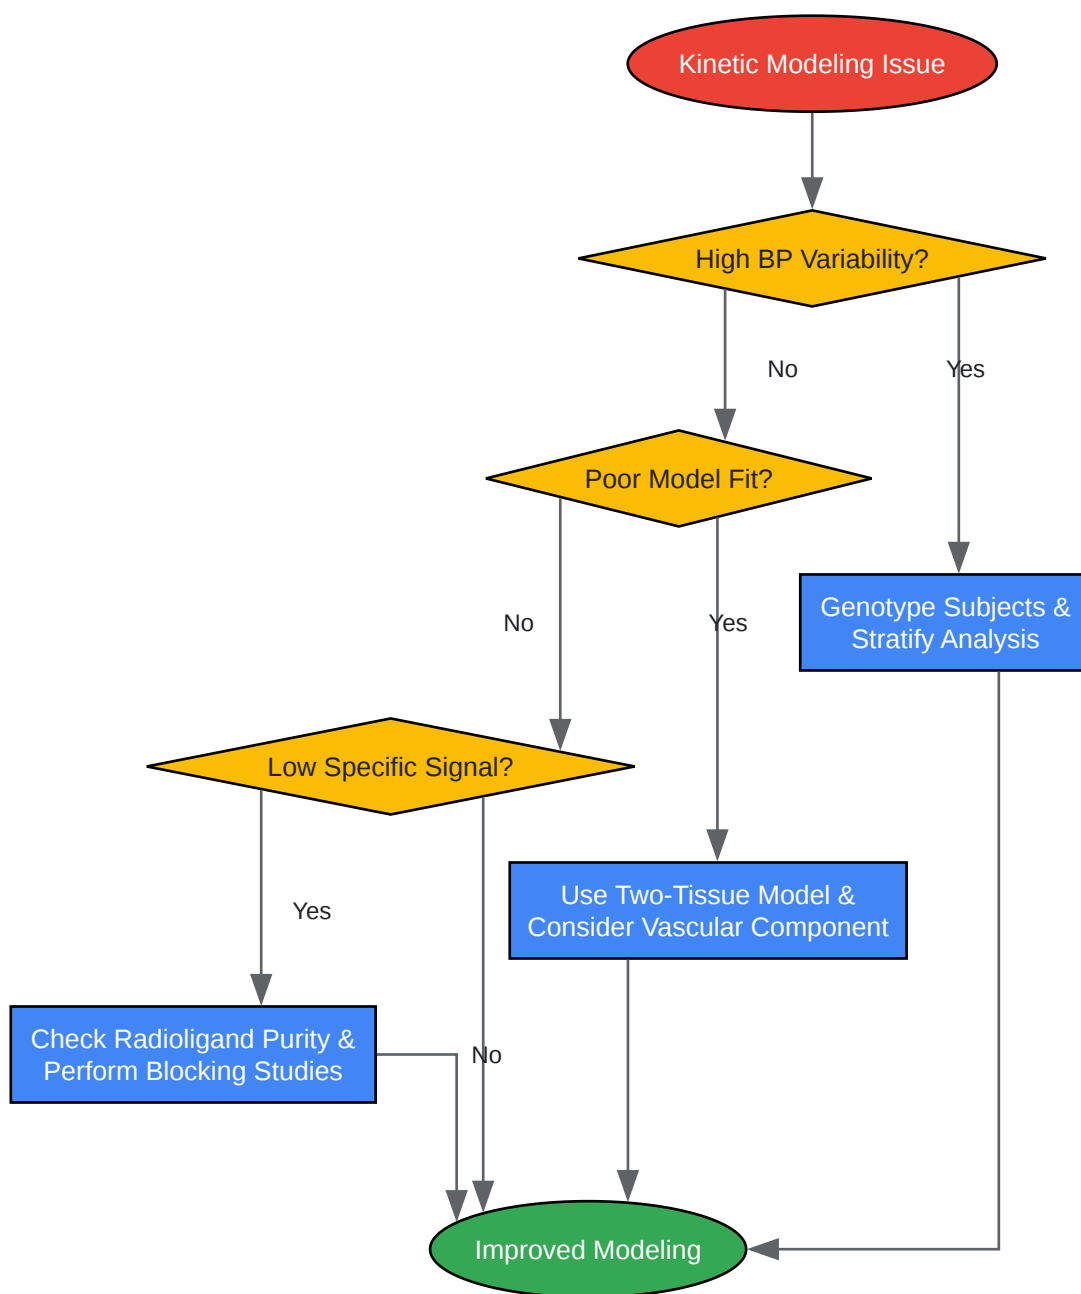 Kinetic Modeling Issue
High BP Variability?
No
Yes
Poor Model Fit?
No
Yes
Genotype Subjects &
Stratify Analysis
Low Specific Signal?
Yes
No
Use Two-Tissue Model &
Consider Vascular Component
Check Radioligand Purity &
Perform Blocking Studies
Improved Modeling